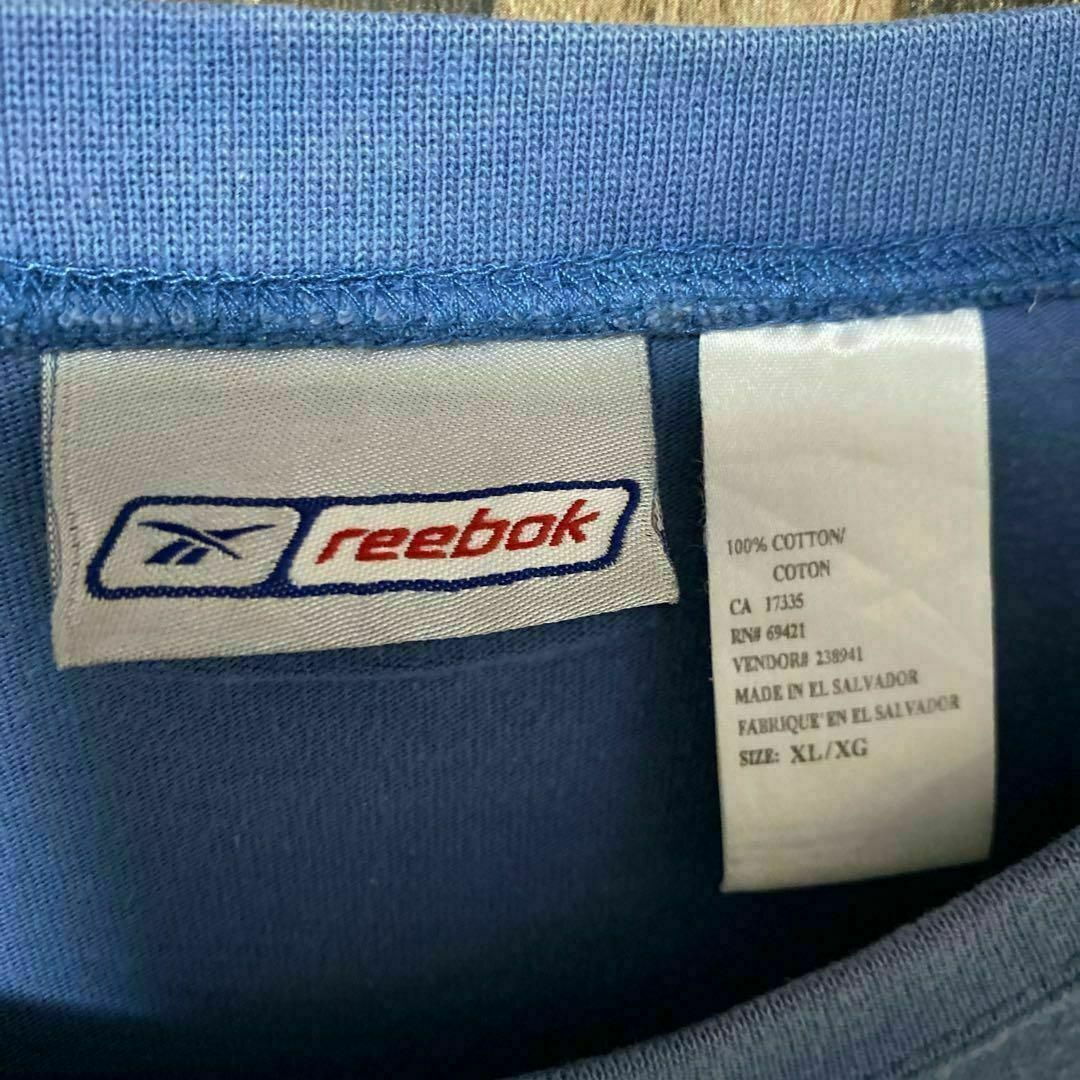 reebok
100% COTTON/
COTON
CA 17335
RN# 69421
VENDOR# 238941
MADE IN EL SALVADOR
FABRIQUE' EN EL SALVADOR
SIZE: XL/XG